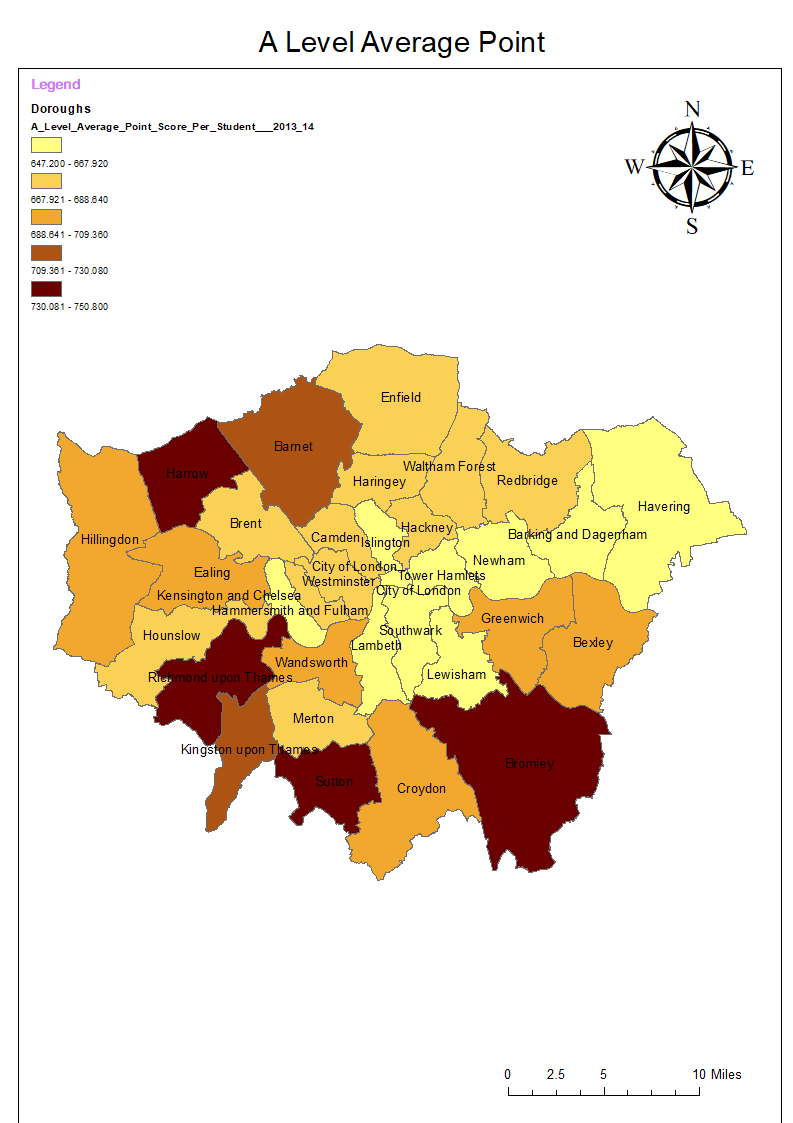 A Level Average Point
Legend
Doroughs
A_Level_Average_Point_Score_Per_Student___2013_14
647.200 - 667.920
667.921 - 688.640
688.641 - 709.360
709.361 - 730.080
730.081 - 750.800
N
W
E
S
Enfield
Barnet
Waltham Forest
Harrow
Haringey
Redbridge
Havering
Brent
Hackney
Camden
Islington
Barking and Dagenham
Hillingdon
Newham
City of London
Ealing
Tower Hamlets
Westminster
City of London
Kensington and Chelsea
Hammersmith and Fulham
Greenwich
Hounslow
Southwark
Bexley
Lambeth
Wandsworth
Lewisham
Richmond upon Thames
Merton
Kingston upon Thames
Bromley
Sutton
Croydon
0 2.5 5 10 Miles